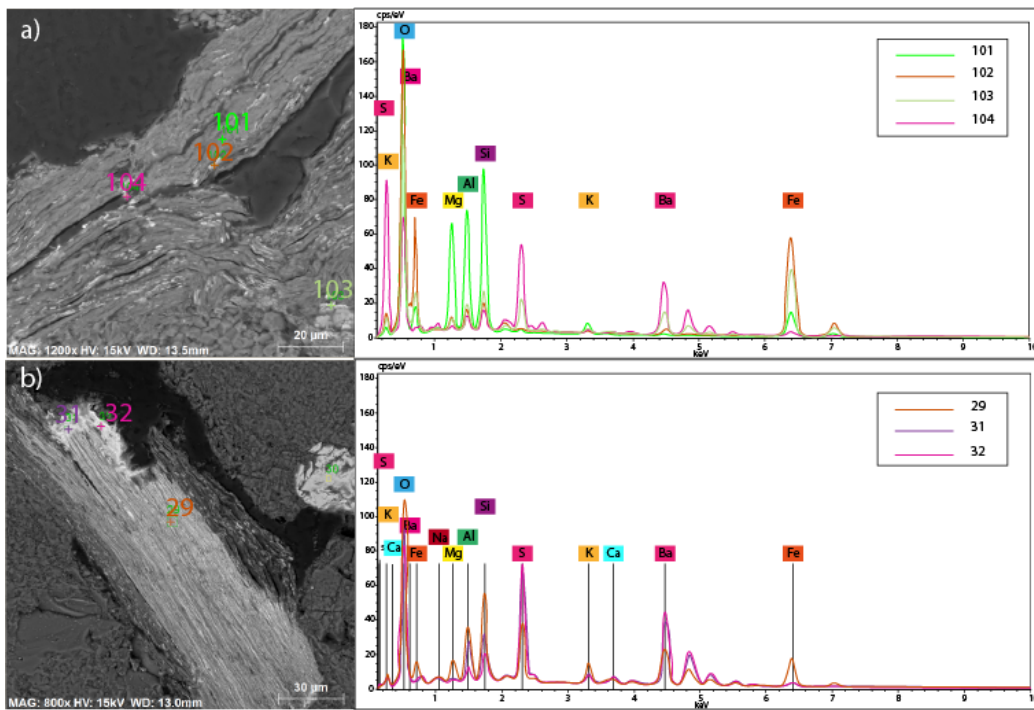 a)
101
102
104
103
MAG: 1200x HV: 15kV WD: 13.5mm
20 µm
cps/eV
180
160
140
120
100
80
60
40
20
0
1 2 3 4 5 6 7 8 9 10
keV
O
Ba
S
K
Fe
Mg
Al
Si
S
K
Ba
Fe
101
102
103
104
b)
31
32
29
MAG: 800x HV: 15kV WD: 13.0mm
30 µm
cps/eV
180
160
140
120
100
80
60
40
20
0
1 2 3 4 5 6 7 8 9 10
keV
S
O
K
Ba
Ca
Fe
Na
Mg
Al
Si
S
K
Ca
Ba
Fe
29
31
32